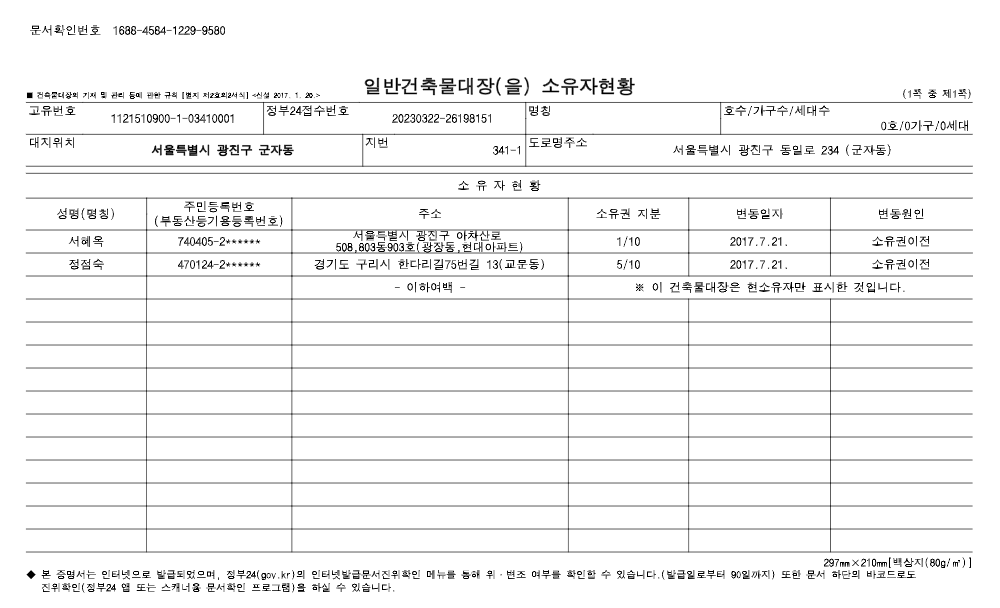 문서확인번호 1688-4584-1229-9580
일반건축물대장(을) 소유자현황
■ 건축물대장의 기재 및 관리 등에 관한 규칙 [별지 제2호의2서식] <신설 2017. 1. 20.>
(1쪽 중 제1쪽)
고유번호 1121510900-1-03410001 정부24접수번호 20230322-26198151 명칭 호수/가구수/세대수 0호/0가구/0세대
대지위치 서울특별시 광진구 군자동 지번 341-1 도로명주소 서울특별시 광진구 동일로 234 (군자동)
소 유 자 현 황
성명(명칭) 주민등록번호 (부동산등기용등록번호) 주소 소유권 지분 변동일자 변동원인
서혜옥 740405-2****** 서울특별시 광진구 아차산로 508,803동903호(광장동,현대아파트) 1/10 2017.7.21. 소유권이전
정점숙 470124-2****** 경기도 구리시 한다리길75번길 13(교문동) 5/10 2017.7.21. 소유권이전
- 이하여백 - ※ 이 건축물대장은 현소유자만 표시한 것입니다.
297㎜×210㎜[백상지(80g/㎡)]
◆ 본 증명서는 인터넷으로 발급되었으며, 정부24(gov.kr)의 인터넷발급문서진위확인 메뉴를 통해 위·변조 여부를 확인할 수 있습니다.(발급일로부터 90일까지) 또한 문서 하단의 바코드로도
진위확인(정부24 앱 또는 스캐너용 문서확인 프로그램)을 하실 수 있습니다.